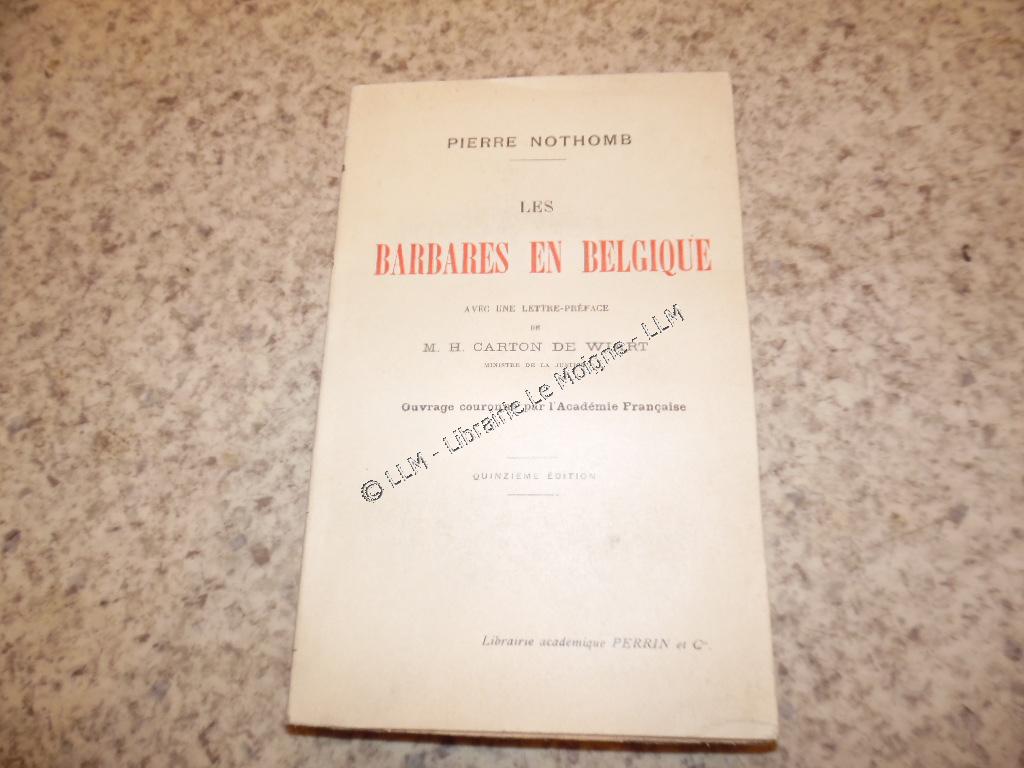 PIERRE NOTHOMB
LES
BARBARES EN BELGIQUE
AVEC UNE LETTRE-PRÉFACE
DE
M. H. CARTON DE WIART
MINISTRE DE LA JUSTICE
Ouvrage couronné par l'Académie Française
QUINZIÈME ÉDITION
Librairie académique PERRIN et Cie.
© LLM - Librairie Le Moigne - LLM